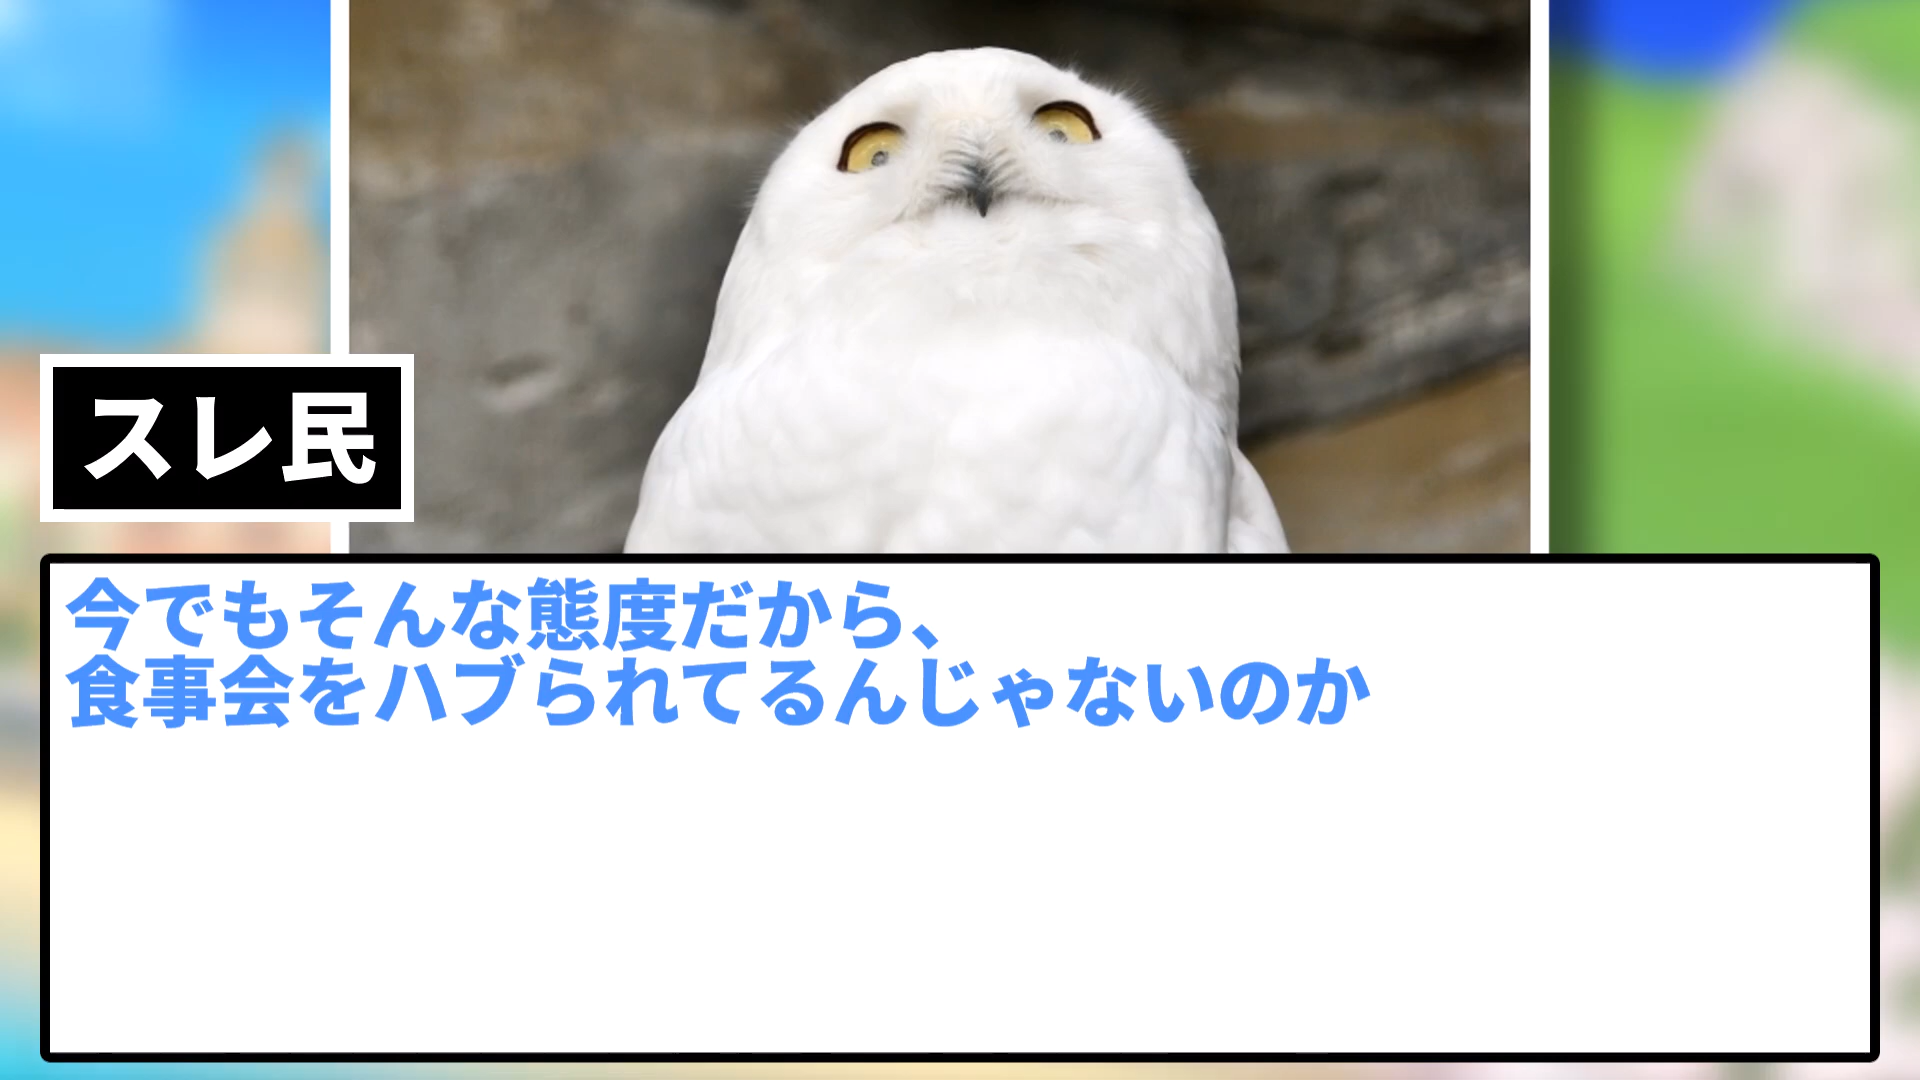 スレ民
今でもそんな態度だから、
食事会をハブられてるんじゃないのか